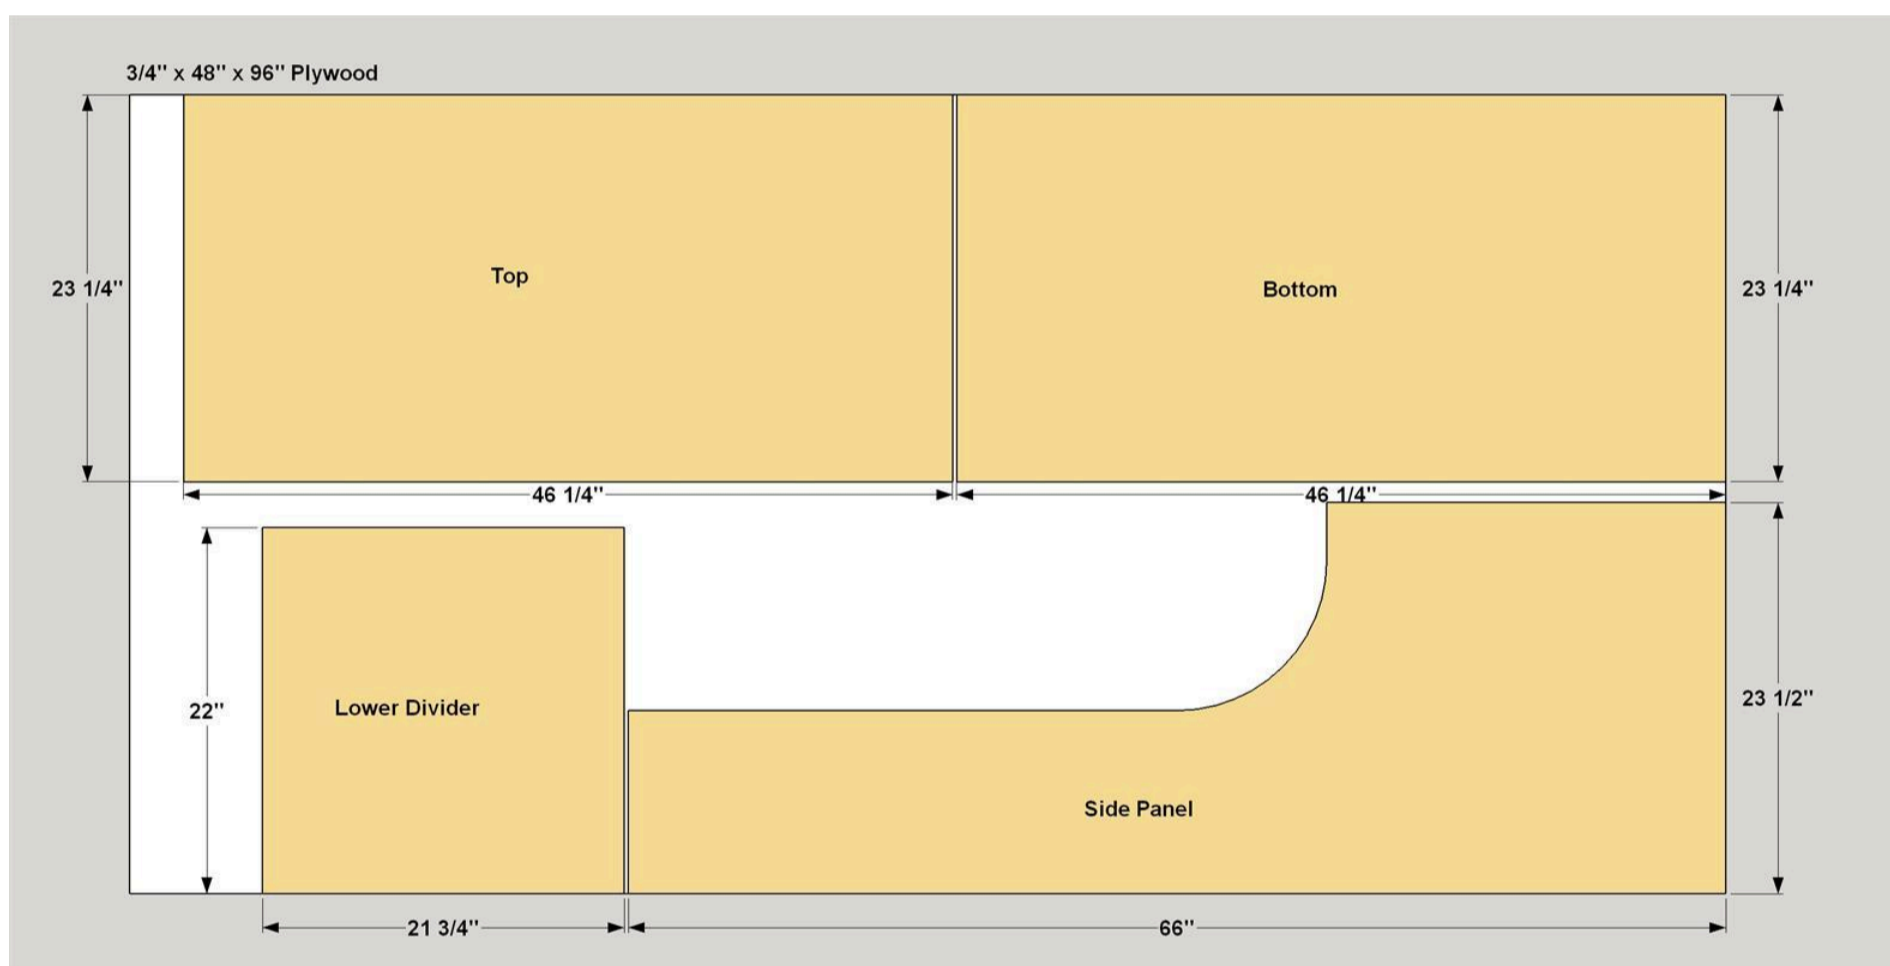 3/4" x 48" x 96" Plywood
Top
Bottom
23 1/4"
23 1/4"
46 1/4"
46 1/4"
Lower Divider
22"
Side Panel
23 1/2"
21 3/4"
66"